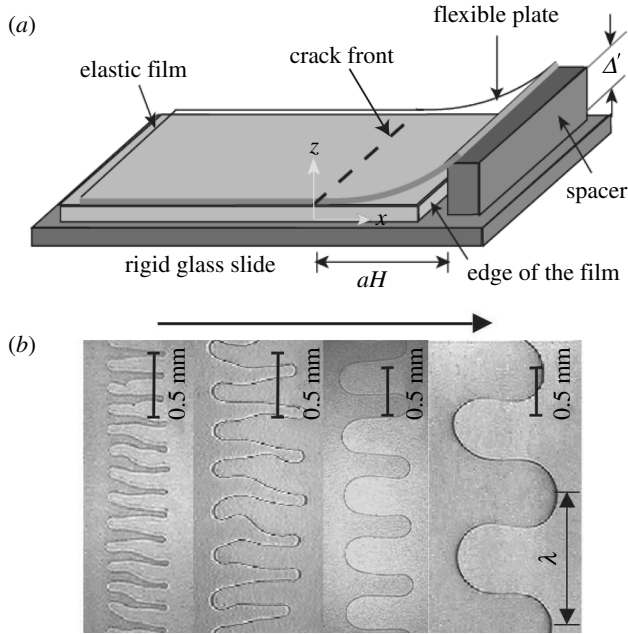 (a)
flexible plate
elastic film
crack front
Δ′
z
spacer
x
rigid glass slide
edge of the film
aH
(b)
0.5 mm
0.5 mm
0.5 mm
0.5 mm
λ